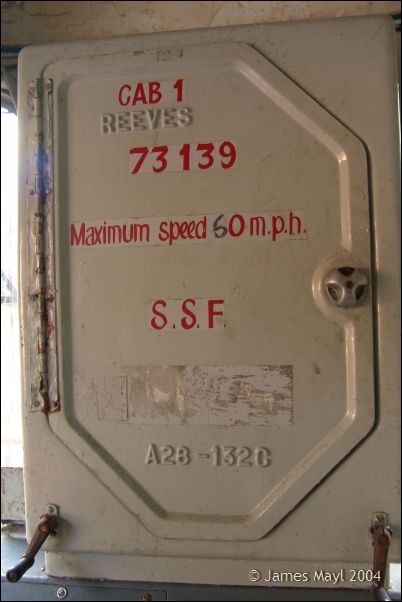 CAB 1
REEVES
73 139
Maximum speed 60 m.p.h.
S.S.F.
A28-132C
© James Mayl 2004